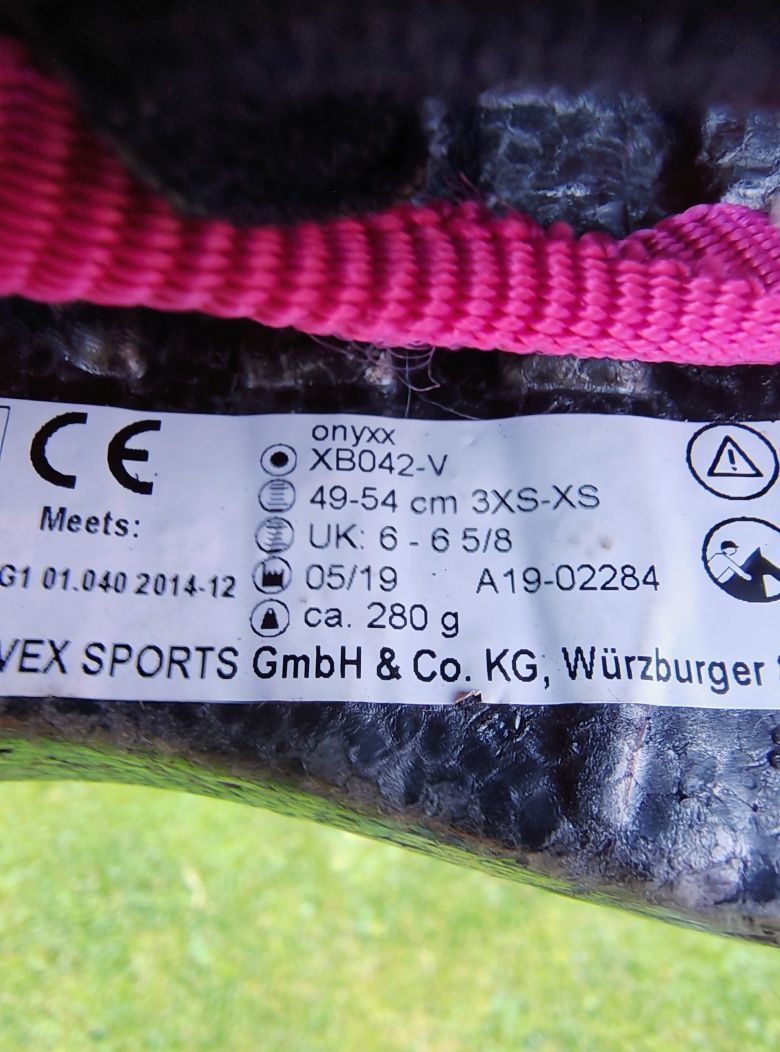 CE
Meets:
G1 01.040 2014-12
onyxx
XB042-V
49-54 cm 3XS-XS
UK: 6 - 6 5/8
05/19 A19-02284
ca. 280 g
VEX SPORTS GmbH & Co. KG, Würzburger